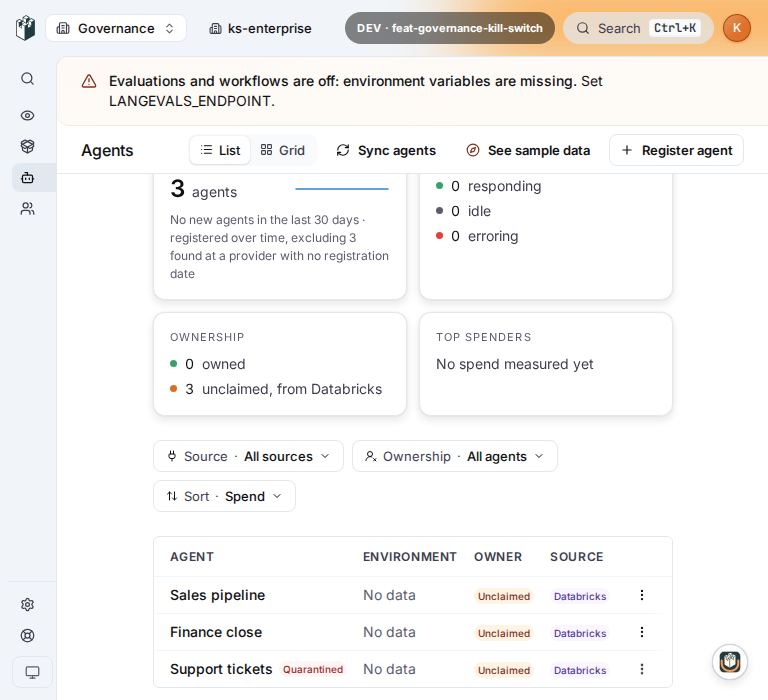 Governance
ks-enterprise
DEV · feat-governance-kill-switch
Search Ctrl+K
K
Evaluations and workflows are off: environment variables are missing. Set
LANGEVALS_ENDPOINT.
Agents
List
Grid
Sync agents
See sample data
Register agent
3 agents
No new agents in the last 30 days ·
registered over time, excluding 3
found at a provider with no registration
date
0 responding
0 idle
0 erroring
OWNERSHIP
0 owned
3 unclaimed, from Databricks
TOP SPENDERS
No spend measured yet
Source · All sources
Ownership · All agents
Sort · Spend
AGENT ENVIRONMENT OWNER SOURCE
Sales pipeline No data Unclaimed Databricks
Finance close No data Unclaimed Databricks
Support tickets Quarantined No data Unclaimed Databricks